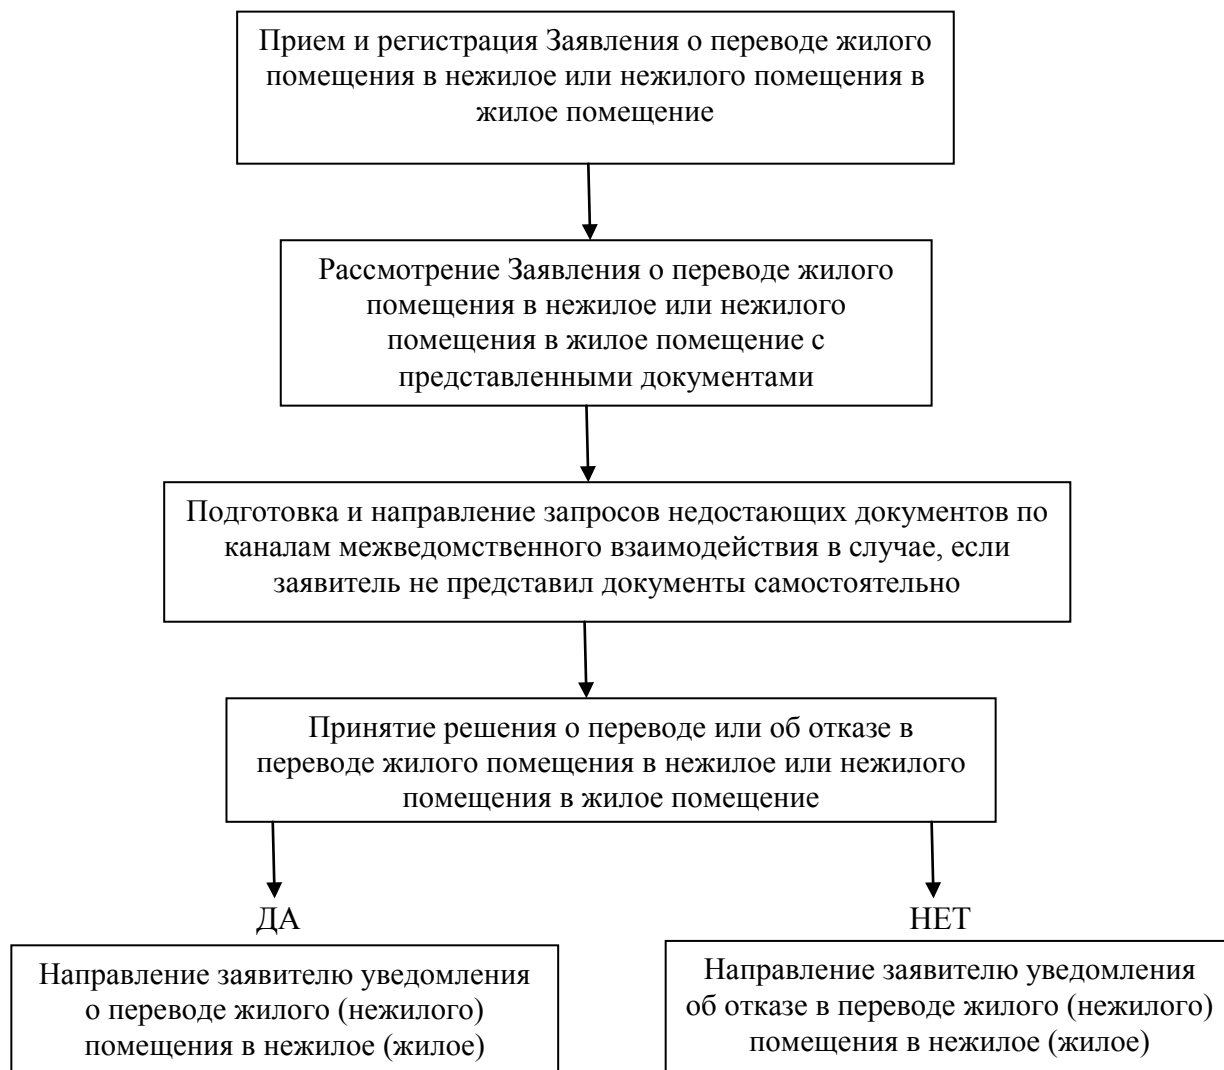 Прием и регистрация Заявления о переводе жилого
помещения в нежилое или нежилого помещения в
жилое помещение
Рассмотрение Заявления о переводе жилого
помещения в нежилое или нежилого
помещения в жилое помещение с
представленными документами
Подготовка и направление запросов недостающих документов по
каналам межведомственного взаимодействия в случае, если
заявитель не представил документы самостоятельно
Принятие решения о переводе или об отказе в
переводе жилого помещения в нежилое или нежилого
помещения в жилое помещение
ДА
НЕТ
Направление заявителю уведомления
о переводе жилого (нежилого)
помещения в нежилое (жилое)
Направление заявителю уведомления
об отказе в переводе жилого (нежилого)
помещения в нежилое (жилое)